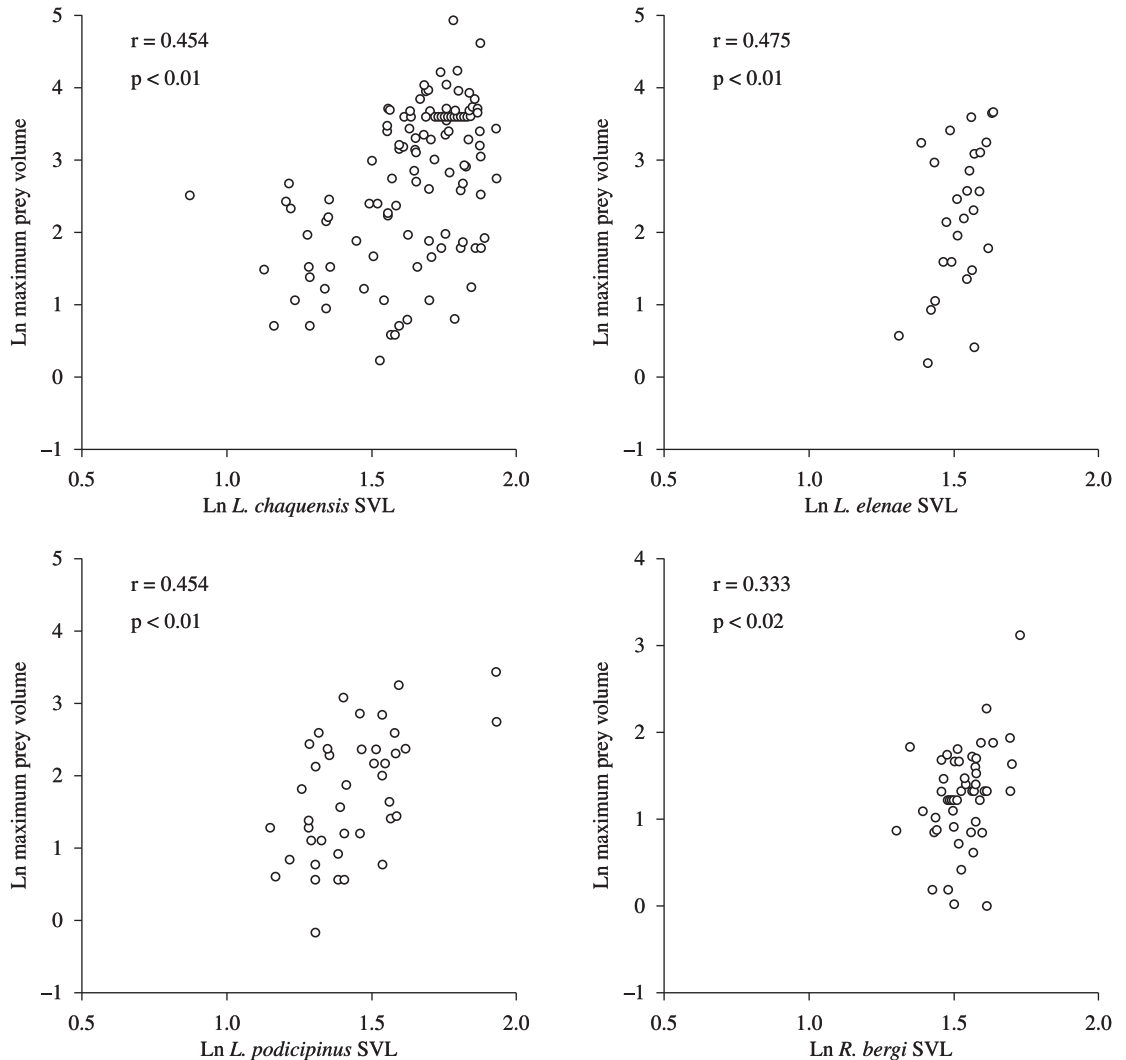 5
4
3
2
1
0
−1
Ln maximum prey volume
r = 0.454
p < 0.01
0.5 1.0 1.5 2.0
Ln L. chaquensis SVL
5
4
3
2
1
0
−1
Ln maximum prey volume
r = 0.475
p < 0.01
0.5 1.0 1.5 2.0
Ln L. elenae SVL
5
4
3
2
1
0
−1
Ln maximum prey volume
r = 0.454
p < 0.01
0.5 1.0 1.5 2.0
Ln L. podicipinus SVL
4
3
2
1
0
−1
Ln maximum prey volume
r = 0.333
p < 0.02
0.5 1.0 1.5 2.0
Ln R. bergi SVL